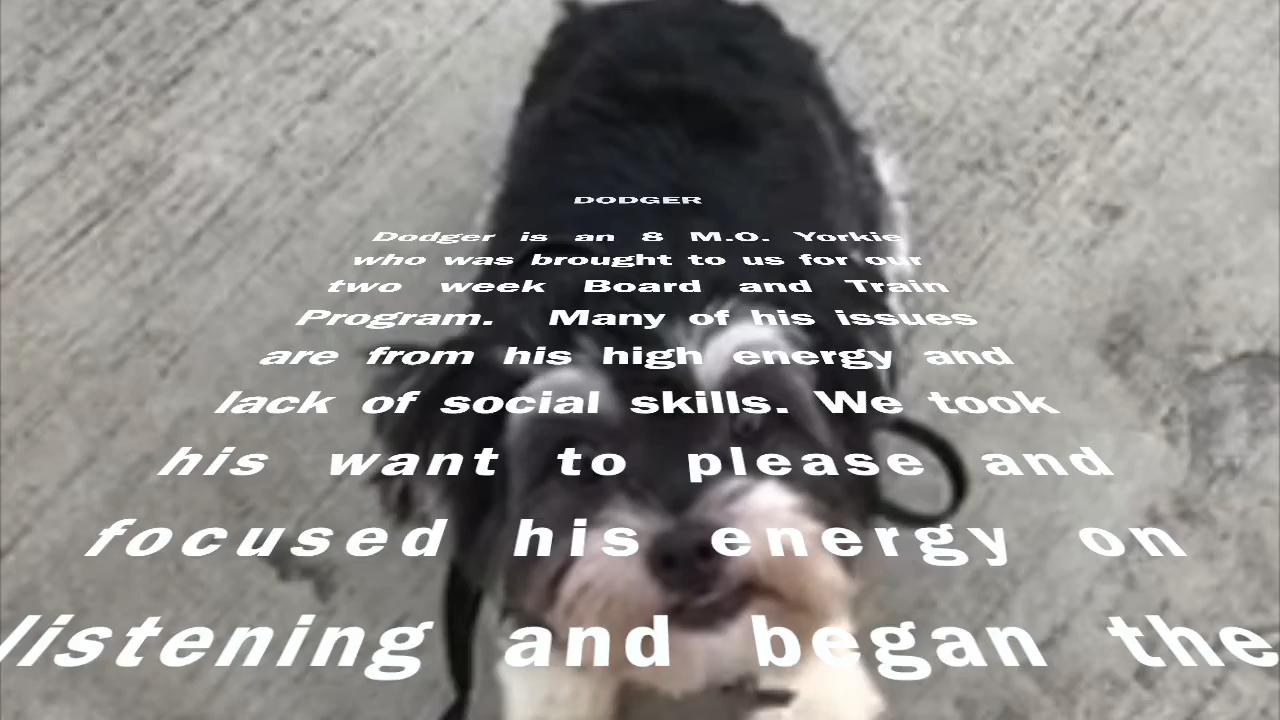 DODGER
Dodger is an 8 M.O. Yorkie
who was brought to us for our
two week Board and Train
Program. Many of his issues
are from his high energy and
lack of social skills. We took
his want to please and
focused his energy on
listening and began the